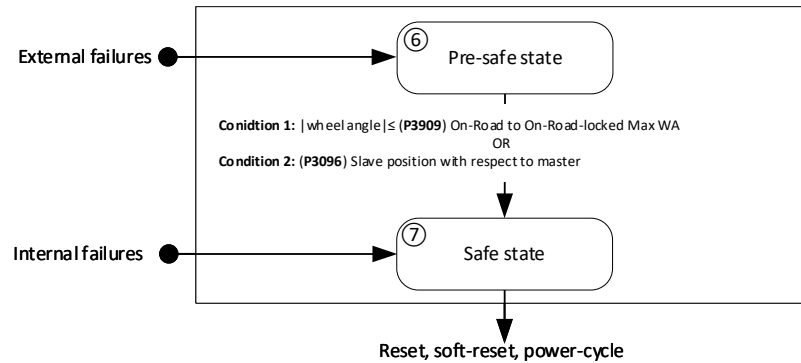 ⑥
External failures
Pre-safe state
Conidtion 1: |wheel angle|≤ (P3909) On-Road to On-Road-locked Max WA
OR
Condition 2: (P3096) Slave position with respect to master
⑦
Internal failures
Safe state
Reset, soft-reset, power-cycle